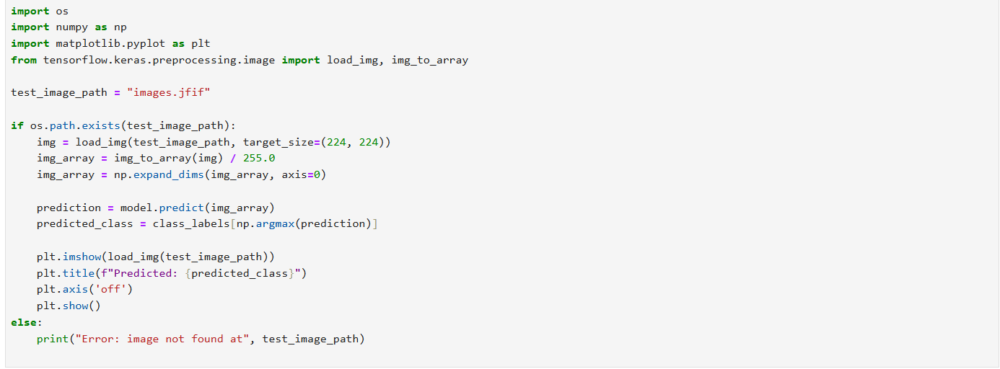 import os
import numpy as np
import matplotlib.pyplot as plt
from tensorflow.keras.preprocessing.image import load_img, img_to_array

test_image_path = "images.jfif"

if os.path.exists(test_image_path):
    img = load_img(test_image_path, target_size=(224, 224))
    img_array = img_to_array(img) / 255.0
    img_array = np.expand_dims(img_array, axis=0)

    prediction = model.predict(img_array)
    predicted_class = class_labels[np.argmax(prediction)]

    plt.imshow(load_img(test_image_path))
    plt.title(f"Predicted: {predicted_class}")
    plt.axis('off')
    plt.show()
else:
    print("Error: image not found at", test_image_path)